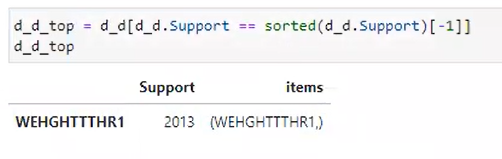 d_d_top = d_d[d_d.Support == sorted(d_d.Support)[-1]]
d_d_top
Support items
WEHGHTTTHR1 2013 (WEHGHTTTHR1,)